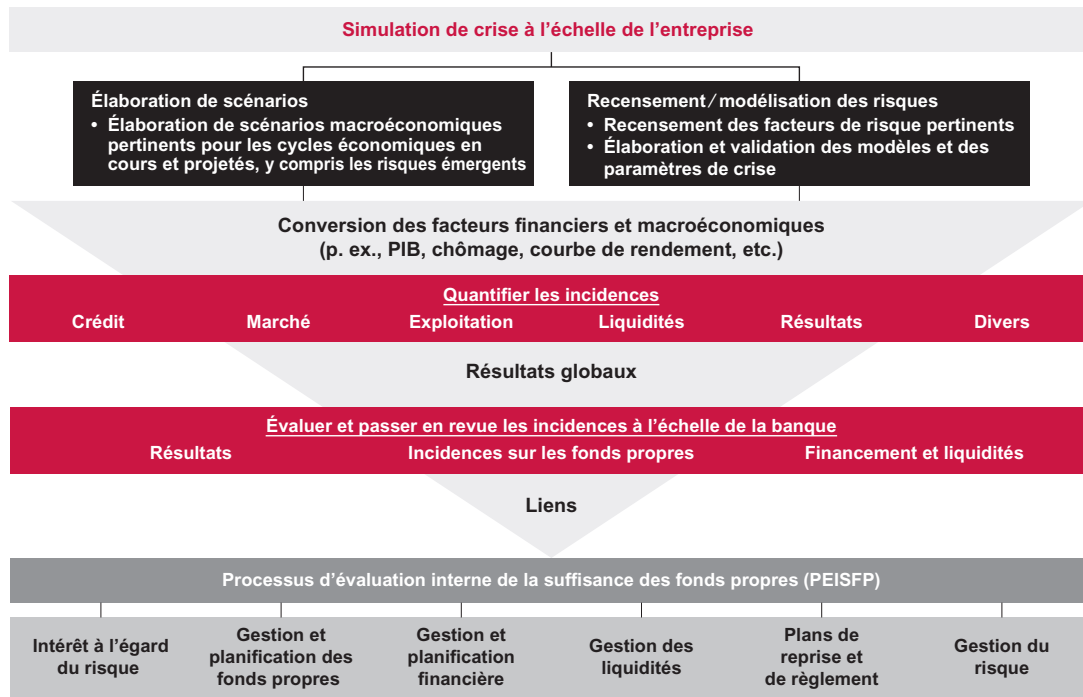 Simulation de crise à l'échelle de l'entreprise
Élaboration de scénarios
• Élaboration de scénarios macroéconomiques
pertinents pour les cycles économiques en
cours et projetés, y compris les risques émergents
Recensement/modélisation des risques
• Recensement des facteurs de risque pertinents
• Élaboration et validation des modèles et des
paramètres de crise
Conversion des facteurs financiers et macroéconomiques
(p. ex., PIB, chômage, courbe de rendement, etc.)
Quantifier les incidences
Crédit Marché Exploitation Liquidités Résultats Divers
Résultats globaux
Évaluer et passer en revue les incidences à l'échelle de la banque
Résultats Incidences sur les fonds propres Financement et liquidités
Liens
Processus d'évaluation interne de la suffisance des fonds propres (PEISFP)
Intérêt à l'égard
du risque
Gestion et
planification des
fonds propres
Gestion et
planification
financière
Gestion des
liquidités
Plans de
reprise et
de règlement
Gestion du
risque